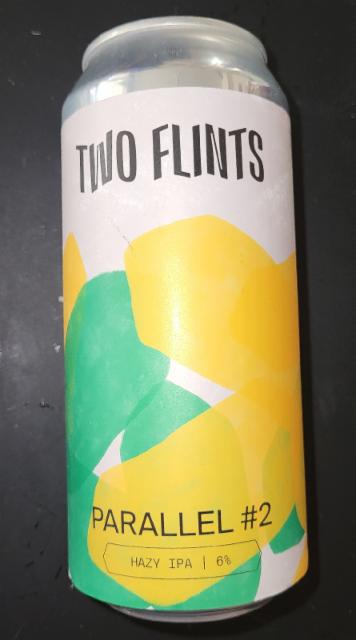 TWO FLINTS
PARALLEL #2
HAZY IPA | 6%